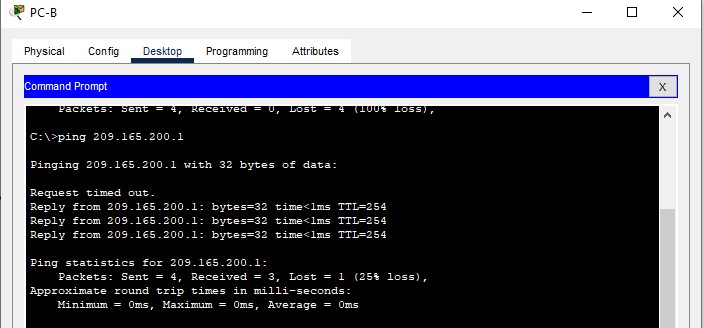 PC-B
Physical Config Desktop Programming Attributes
Command Prompt X
Packets: Sent = 4, Received = 0, Lost = 4 (100% loss),
C:\>ping 209.165.200.1
Pinging 209.165.200.1 with 32 bytes of data:
Request timed out.
Reply from 209.165.200.1: bytes=32 time<1ms TTL=254
Reply from 209.165.200.1: bytes=32 time<1ms TTL=254
Reply from 209.165.200.1: bytes=32 time<1ms TTL=254
Ping statistics for 209.165.200.1:
Packets: Sent = 4, Received = 3, Lost = 1 (25% loss),
Approximate round trip times in milli-seconds:
Minimum = 0ms, Maximum = 0ms, Average = 0ms